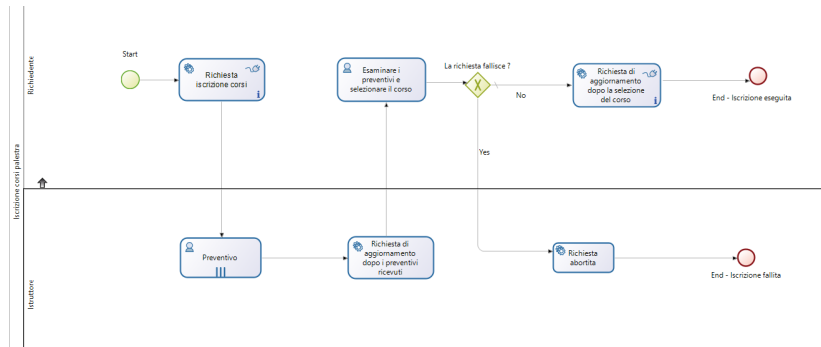 Iscrizione corsi palestra
Richiedente
Start
Richiesta
iscrizione corsi
Esaminare i
preventivi e
selezionare il corso
La richiesta fallisce ?
No
Yes
Richiesta di
aggiornamento
dopo la selezione
del corso
End - Iscrizione eseguita
Istruttore
Preventivo
Richiesta di
aggiornamento
dopo i preventivi
ricevuti
Richiesta
abortita
End - Iscrizione fallita